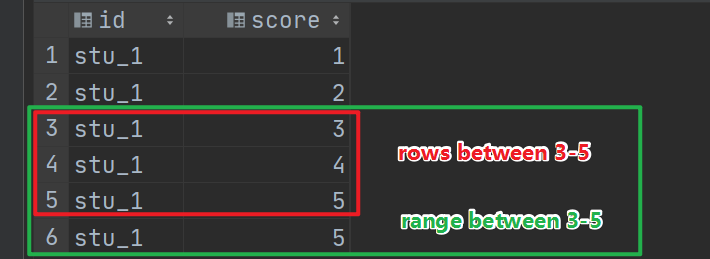 id score
1 stu_1 1
2 stu_1 2
3 stu_1 3
4 stu_1 4
rows between 3-5
5 stu_1 5
range between 3-5
6 stu_1 5